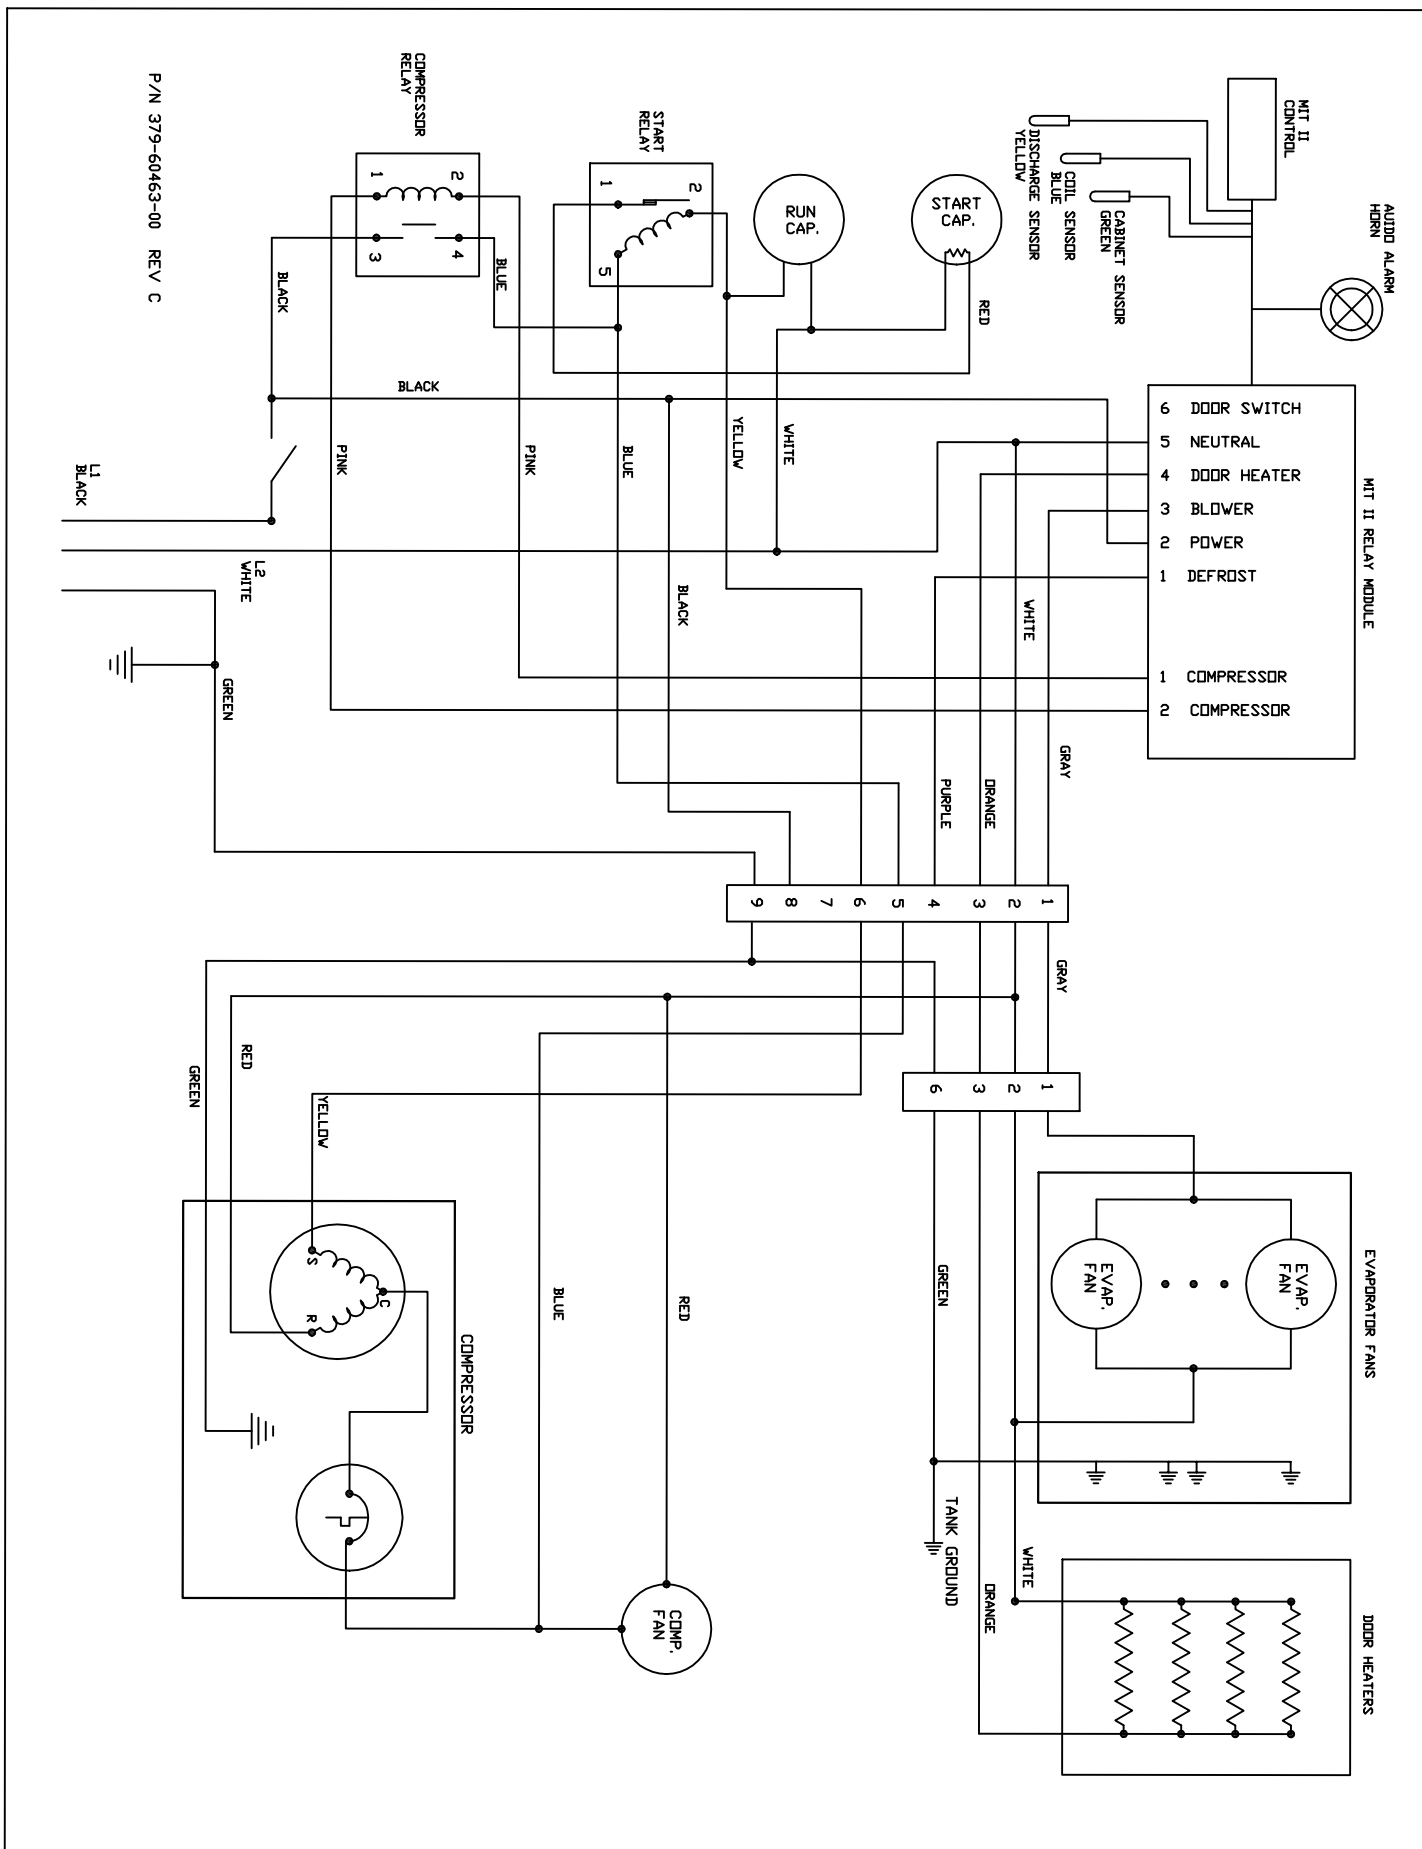 MIT II
CONTROL
AUIDO ALARM
HORN
DISCHARGE SENSOR
YELLOW
COIL SENSOR
BLUE
CABINET SENSOR
GREEN
START
CAP.
RUN
CAP.
START
RELAY
1
2
5
COMPRESSOR
RELAY
1
2
3
4
P/N 379-60463-00 REV C
BLACK
BLUE
RED
BLACK
PINK
PINK
BLUE
YELLOW
WHITE
L1
BLACK
L2
WHITE
BLACK
GREEN
WHITE
MIT II RELAY MODULE
6 DOOR SWITCH
5 NEUTRAL
4 DOOR HEATER
3 BLOWER
2 POWER
1 DEFROST
1 COMPRESSOR
2 COMPRESSOR
GRAY
ORANGE
PURPLE
9 8 7 6 5 4 3 2 1
GRAY
RED
GREEN
YELLOW
6 3 2 1
S
C
R
COMPRESSOR
BLUE
RED
GREEN
EVAP.
FAN
EVAP.
FAN
EVAPORATOR FANS
TANK GROUND
WHITE
ORANGE
COMP.
FAN
DOOR HEATERS